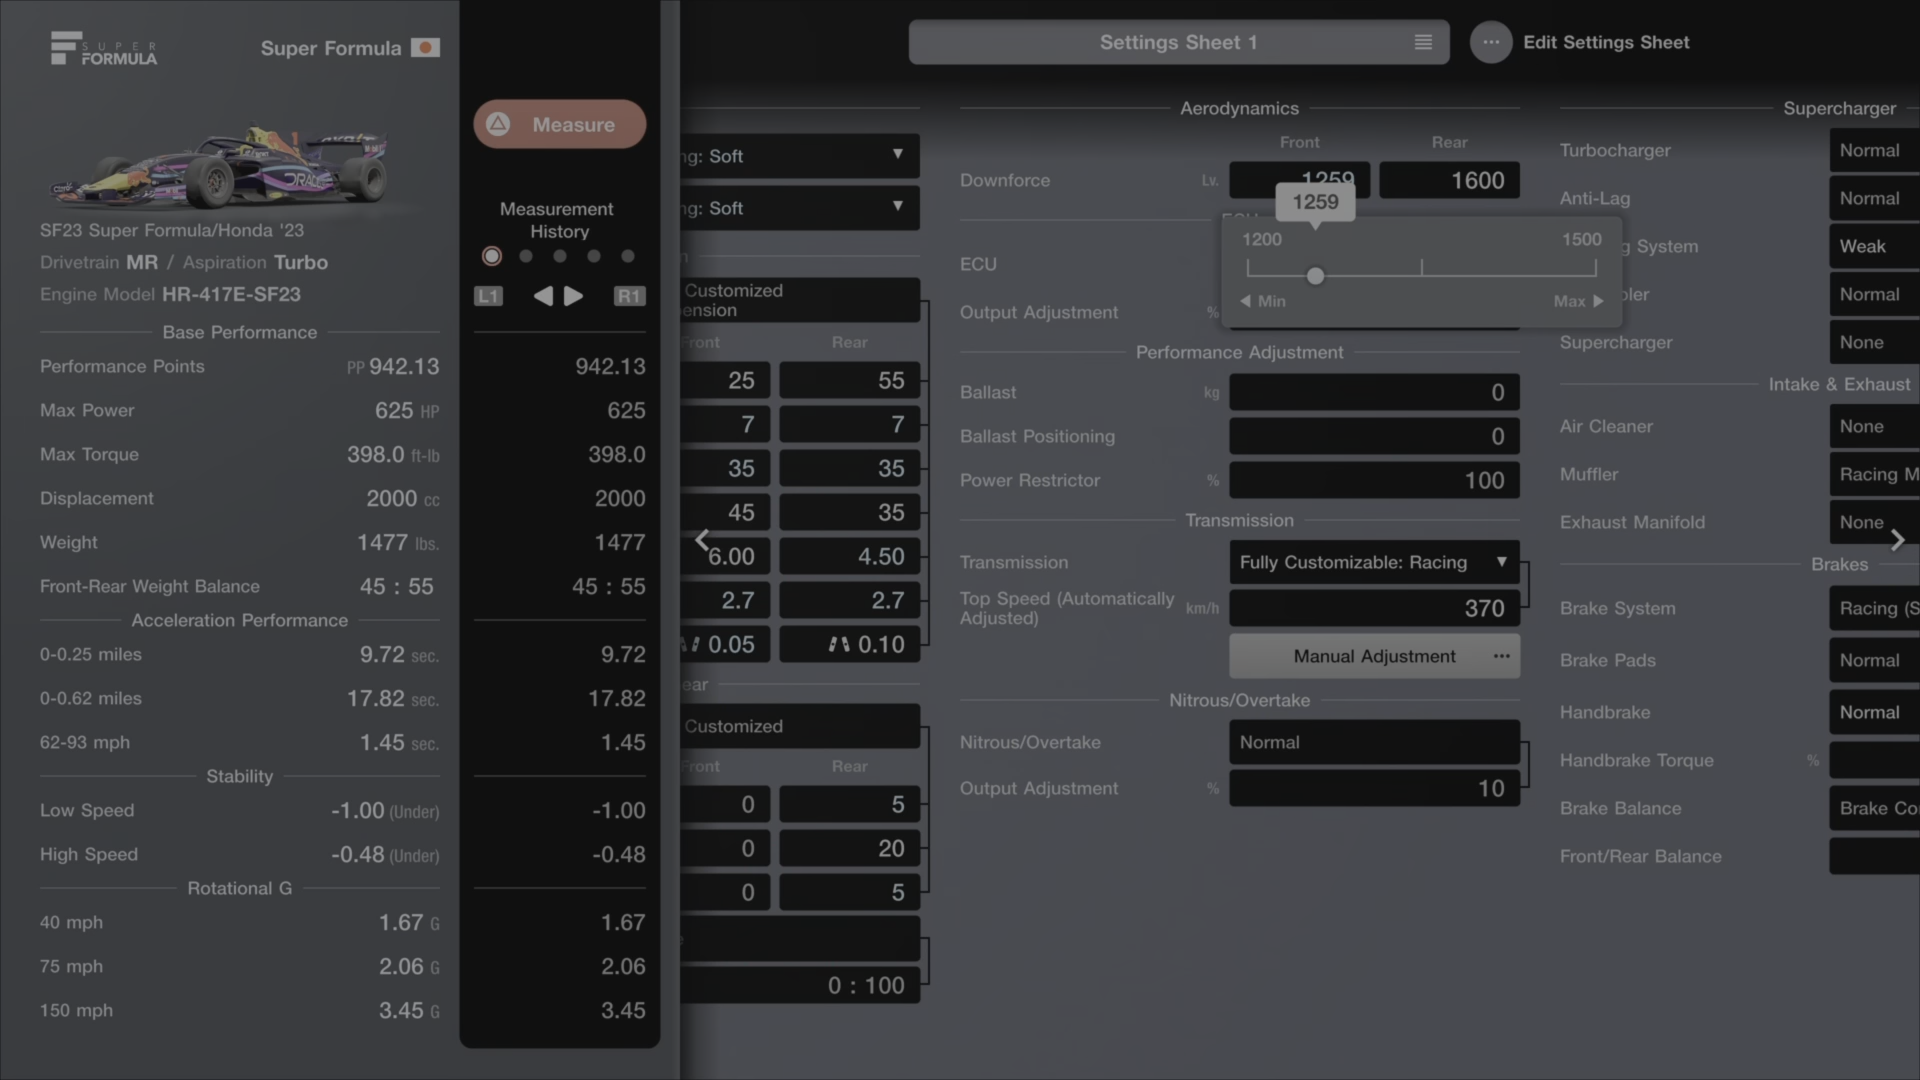 SUPER
FORMULA
Super Formula
SF23 Super Formula/Honda '23
Drivetrain MR / Aspiration Turbo
Engine Model HR-417E-SF23
Base Performance
Performance Points PP 942.13
Max Power 625 HP
Max Torque 398.0 ft-lb
Displacement 2000 cc
Weight 1477 lbs.
Front-Rear Weight Balance 45 : 55
Acceleration Performance
0-0.25 miles 9.72 sec.
0-0.62 miles 17.82 sec.
62-93 mph 1.45 sec.
Stability
Low Speed -1.00 (Under)
High Speed -0.48 (Under)
Rotational G
40 mph 1.67 G
75 mph 2.06 G
150 mph 3.45 G
Measure
Measurement
History
L1 R1
942.13
625
398.0
2000
1477
45 : 55
9.72
17.82
1.45
-1.00
-0.48
1.67
2.06
3.45
Settings Sheet 1
Edit Settings Sheet
ng: Soft
ng: Soft
Customized
ension
Front Rear
25 55
7 7
35 35
45 35
6.00 4.50
2.7 2.7
0.05 0.10
ear
Customized
Front Rear
0 5
0 20
0 5
0 : 100
Aerodynamics
Front Rear
Downforce Lv. 1259 1600
1259
1200 1500
Min Max
ECU
ECU
Output Adjustment %
Performance Adjustment
Ballast kg 0
Ballast Positioning 0
Power Restrictor % 100
Transmission
Transmission Fully Customizable: Racing
Top Speed (Automatically
Adjusted) km/h 370
Manual Adjustment
Nitrous/Overtake
Nitrous/Overtake Normal
Output Adjustment % 10
Supercharger
Turbocharger Normal
Anti-Lag Normal
g System Weak
oler Normal
Supercharger None
Intake & Exhaust
Air Cleaner None
Muffler Racing M
Exhaust Manifold None
Brakes
Brake System Racing (S
Brake Pads Normal
Handbrake Normal
Handbrake Torque %
Brake Balance Brake Co
Front/Rear Balance